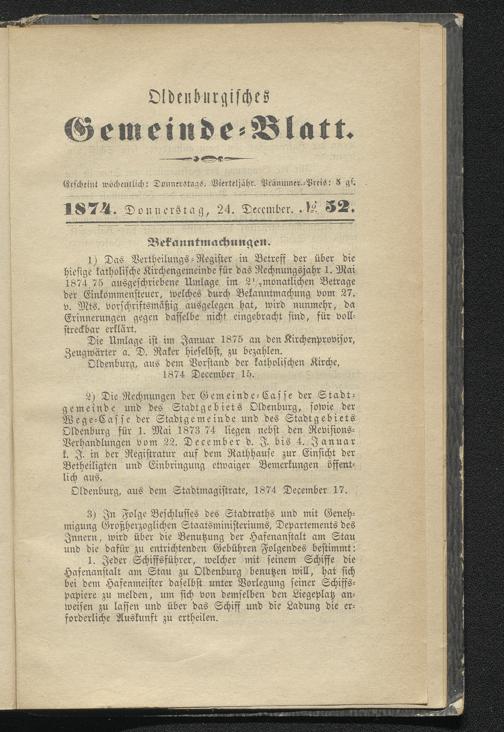 Oldenburgisches
Gemeinde-Blatt.
Erscheint wöchentlich: Donnerstags. Vierteljähr. Pränumer.-Preis: 5 gs.
1874. Donnerstag, 24. December. № 52.
Bekanntmachungen.
1) Das Vertheilungs-Register in Betreff der über die
hiesige katholische Kirchengemeinde für das Rechnungsjahr 1. Mai
1874 75 ausgeschriebene Umlage im monatlichen Betrage
der Einkommensteuer, welches durch Bekanntmachung vom 27.
v. Mts. vorschriftsmäßig ausgelegen hat, wird nunmehr, da
Erinnerungen gegen dasselbe nicht eingebracht sind, für voll-
streckbar erklärt.
Die Umlage ist im Januar 1875 an den Kirchenprovisor,
Zeugwärter a. D. Raker hieselbst, zu bezahlen.
Oldenburg, aus dem Vorstand der katholischen Kirche,
1874 December 15.
2) Die Rechnungen der Gemeinde-Casse der Stadt-
gemeinde und des Stadtgebiets Oldenburg, sowie der
Wege-Casse der Stadtgemeinde und des Stadtgebiets
Oldenburg für 1. Mai 1873 74 liegen nebst den Revisions-
Verhandlungen vom 22. December d. J. bis 4. Januar
k. J. in der Registratur auf dem Rathhause zur Einsicht der
Betheiligten und Einbringung etwaiger Bemerkungen öffent-
lich aus.
Oldenburg, aus dem Stadtmagistrate, 1874 December 17.
3) In Folge Beschlusses des Stadtraths und mit Geneh-
migung Großherzoglichen Staatsministeriums, Departements des
Innern, wird über die Benutzung der Hafenanstalt am Stau
und die dafür zu entrichtenden Gebühren Folgendes bestimmt:
1. Jeder Schiffsführer, welcher mit seinem Schiffe die
Hafenanstalt am Stau zu Oldenburg benutzen will, hat sich
bei dem Hafenmeister daselbst unter Vorlegung seiner Schiffs-
papiere zu melden, um sich von demselben den Liegeplatz an-
weisen zu lassen und über das Schiff und die Ladung die er-
forderliche Auskunft zu ertheilen.